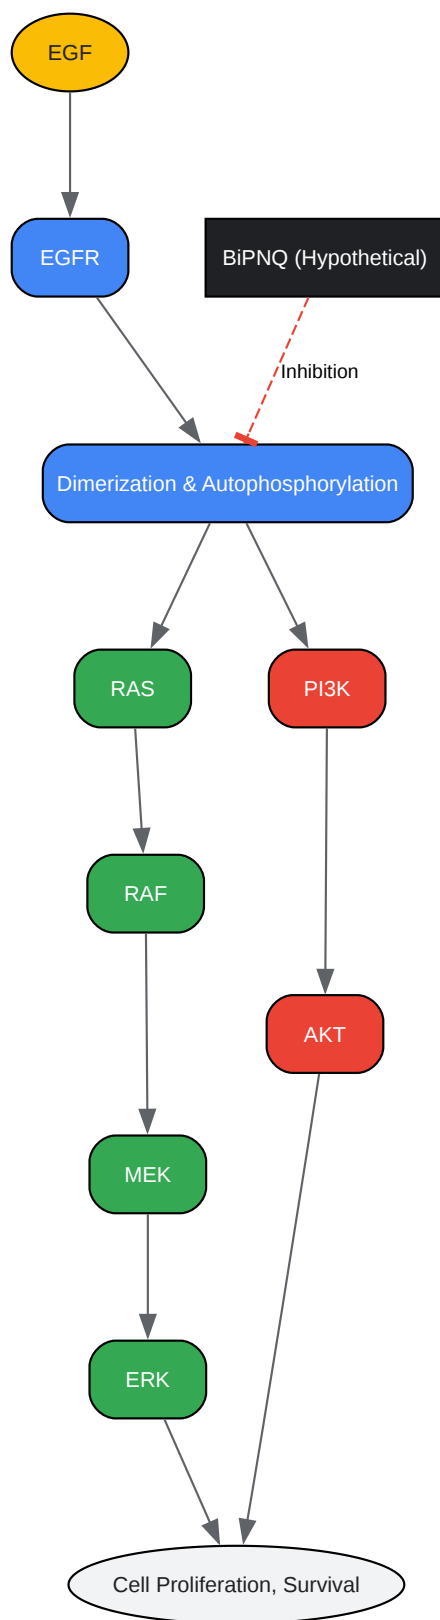 EGF
EGFR
BiPNQ (Hypothetical)
Inhibition
Dimerization & Autophosphorylation
RAS
PI3K
RAF
AKT
MEK
ERK
Cell Proliferation, Survival